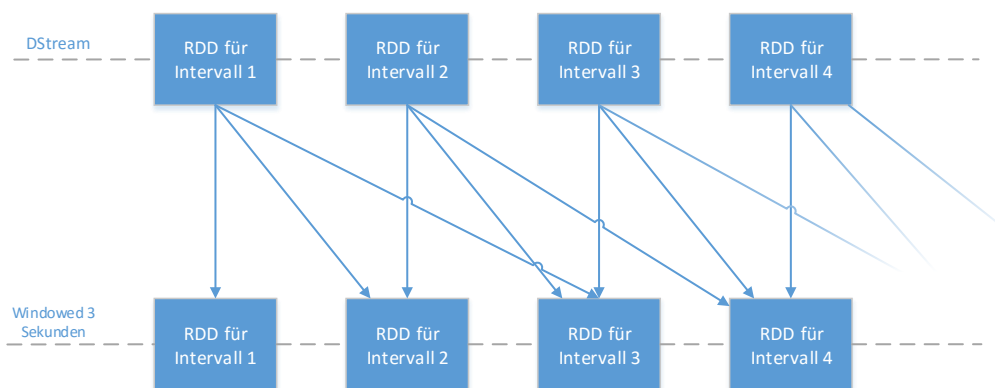 DStream
RDD für
Intervall 1
RDD für
Intervall 2
RDD für
Intervall 3
RDD für
Intervall 4
Windowed 3
Sekunden
RDD für
Intervall 1
RDD für
Intervall 2
RDD für
Intervall 3
RDD für
Intervall 4